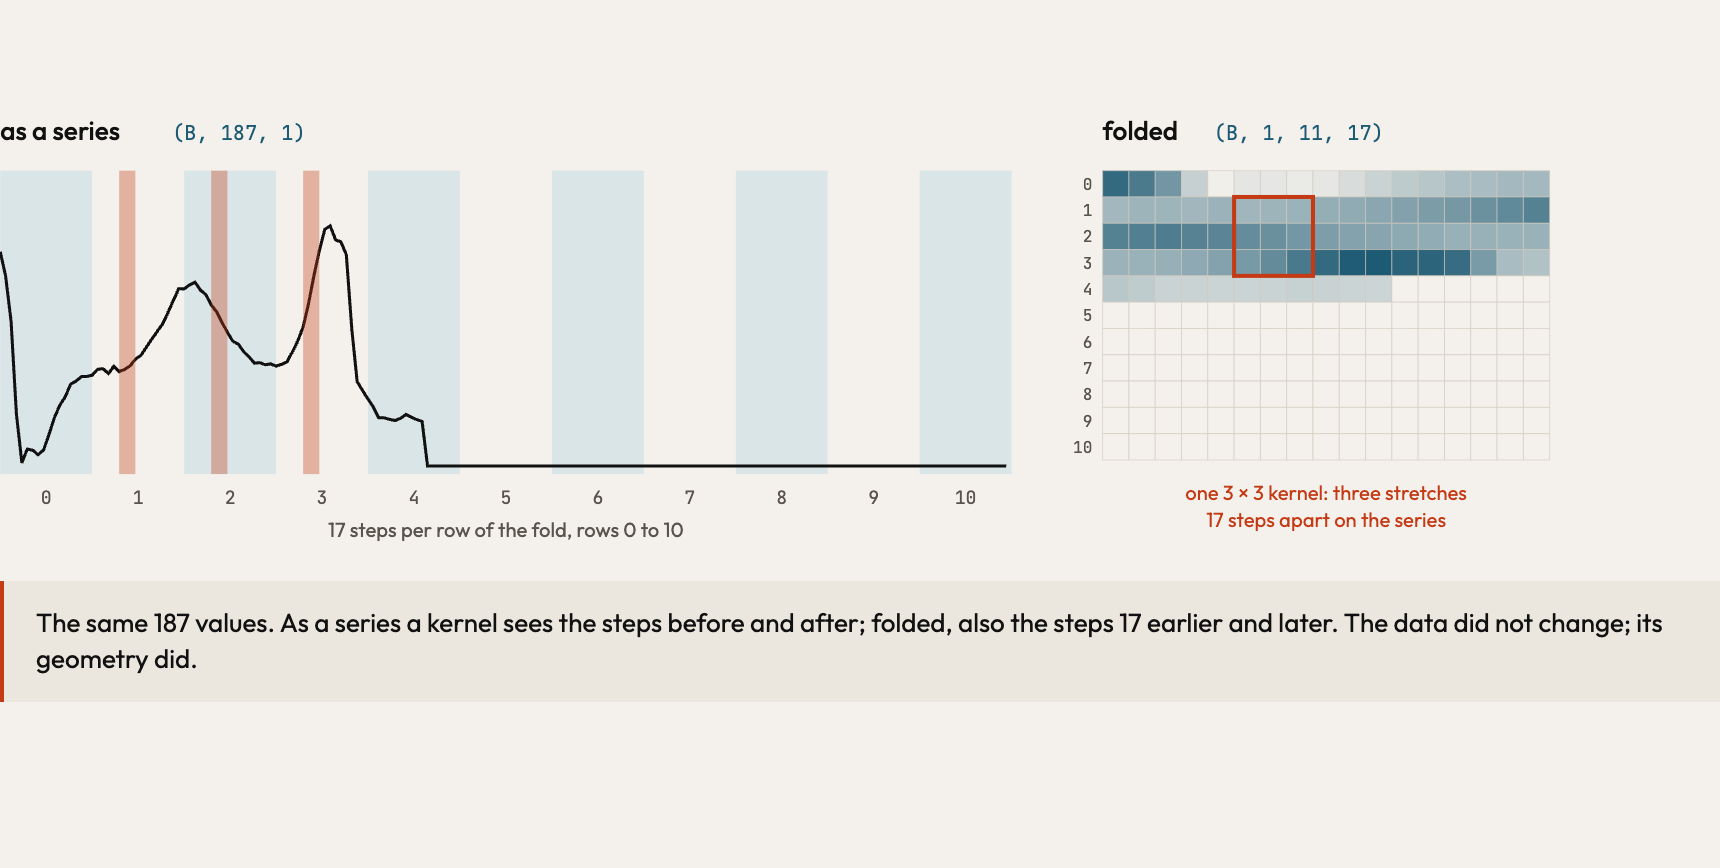 as a series (B, 187, 1)
0 1 2 3 4 5 6 7 8 9 10
17 steps per row of the fold, rows 0 to 10
folded (B, 1, 11, 17)
0
1
2
3
4
5
6
7
8
9
10
one 3 × 3 kernel: three stretches
17 steps apart on the series
The same 187 values. As a series a kernel sees the steps before and after; folded, also the steps 17 earlier and later. The data did not change; its
geometry did.